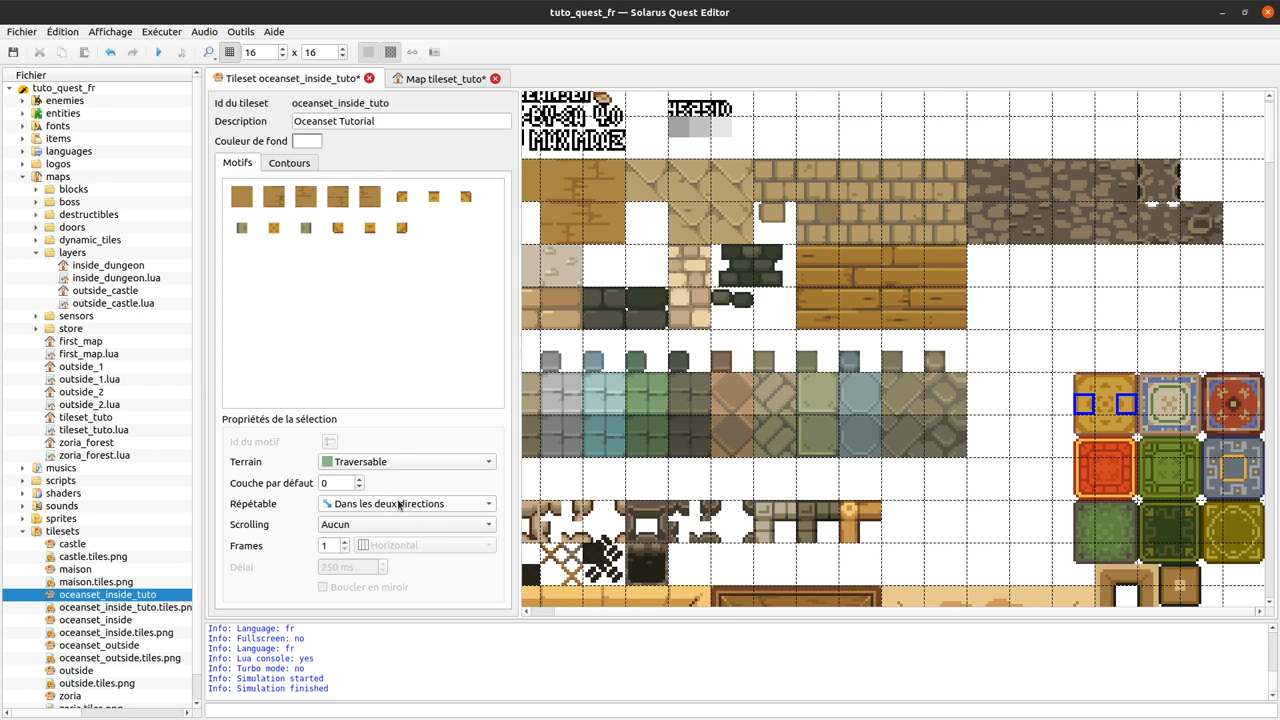 tuto_quest_fr — Solarus Quest Editor
Fichier Édition Affichage Exécuter Audio Outils Aide
16 x 16
Fichier
tuto_quest_fr
enemies
entities
fonts
items
languages
logos
maps
blocks
boss
destructibles
doors
dynamic_tiles
layers
inside_dungeon
inside_dungeon.lua
outside_castle
outside_castle.lua
sensors
store
first_map
first_map.lua
outside_1
outside_1.lua
outside_2
outside_2.lua
tileset_tuto
tileset_tuto.lua
zoria_forest
zoria_forest.lua
musics
scripts
shaders
sounds
sprites
tilesets
castle
castle.tiles.png
maison
maison.tiles.png
oceanset_inside_tuto
oceanset_inside_tuto.tiles.pn
oceanset_inside
oceanset_inside.tiles.png
oceanset_outside
oceanset_outside.tiles.png
outside
outside.tiles.png
zoria
zoria.tiles.png
Tileset oceanset_inside_tuto* Map tileset_tuto*
Id du tileset oceanset_inside_tuto
Description Oceanset Tutorial
Couleur de fond
Motifs Contours
Propriétés de la sélection
Id du motif
Terrain Traversable
Couche par défaut 0
Répétable Dans les deux directions
Scrolling Aucun
Frames 1 Horizontal
Délai 250 ms
Boucler en miroir
Info: Language: fr
Info: Fullscreen: no
Info: Language: fr
Info: Lua console: yes
Info: Turbo mode: no
Info: Simulation started
Info: Simulation finished